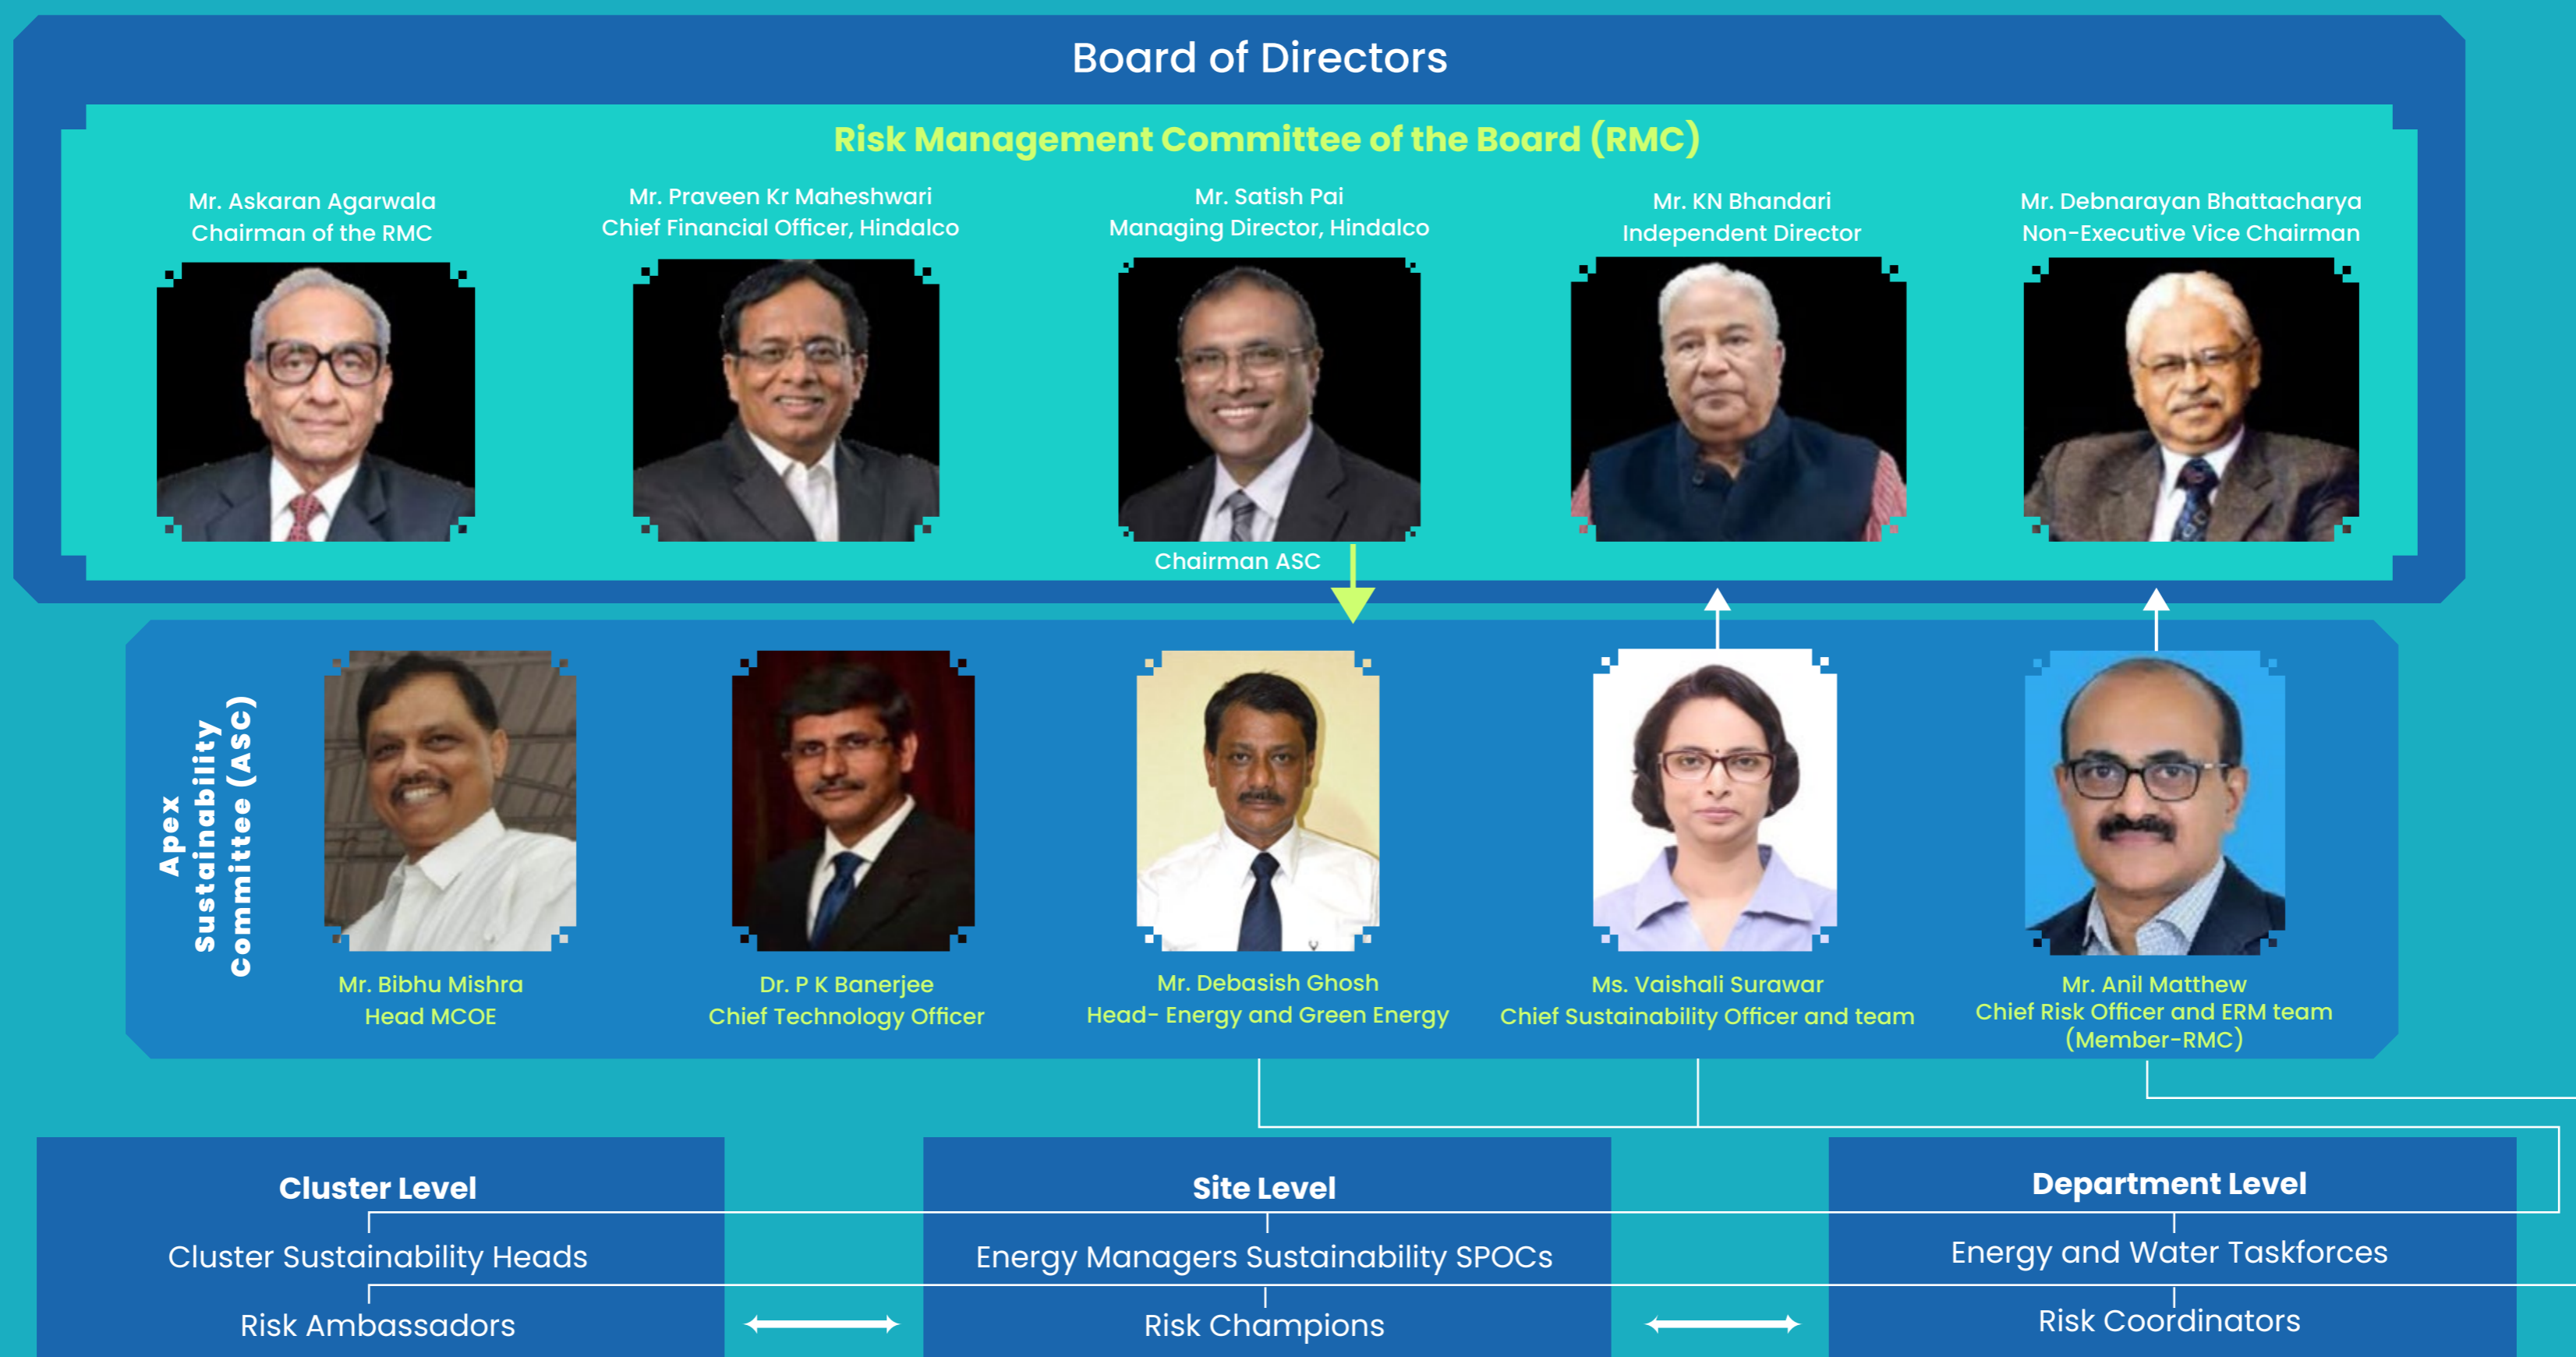 Board of Directors
Risk Management Committee of the Board (RMC)
Mr. Askaran Agarwala
Chairman of the RMC
Mr. Praveen Kr Maheshwari
Chief Financial Officer, Hindalco
Mr. Satish Pai
Managing Director, Hindalco
Mr. KN Bhandari
Independent Director
Mr. Debnarayan Bhattacharya
Non-Executive Vice Chairman
Chairman ASC
Apex
Sustainability
Committee (ASC)
Mr. Bibhu Mishra
Head MCOE
Dr. P K Banerjee
Chief Technology Officer
Mr. Debasish Ghosh
Head- Energy and Green Energy
Ms. Vaishali Surawar
Chief Sustainability Officer and team
Mr. Anil Matthew
Chief Risk Officer and ERM team
(Member-RMC)
Cluster Level
Cluster Sustainability Heads
Risk Ambassadors
Site Level
Energy Managers Sustainability SPOCs
Risk Champions
Department Level
Energy and Water Taskforces
Risk Coordinators